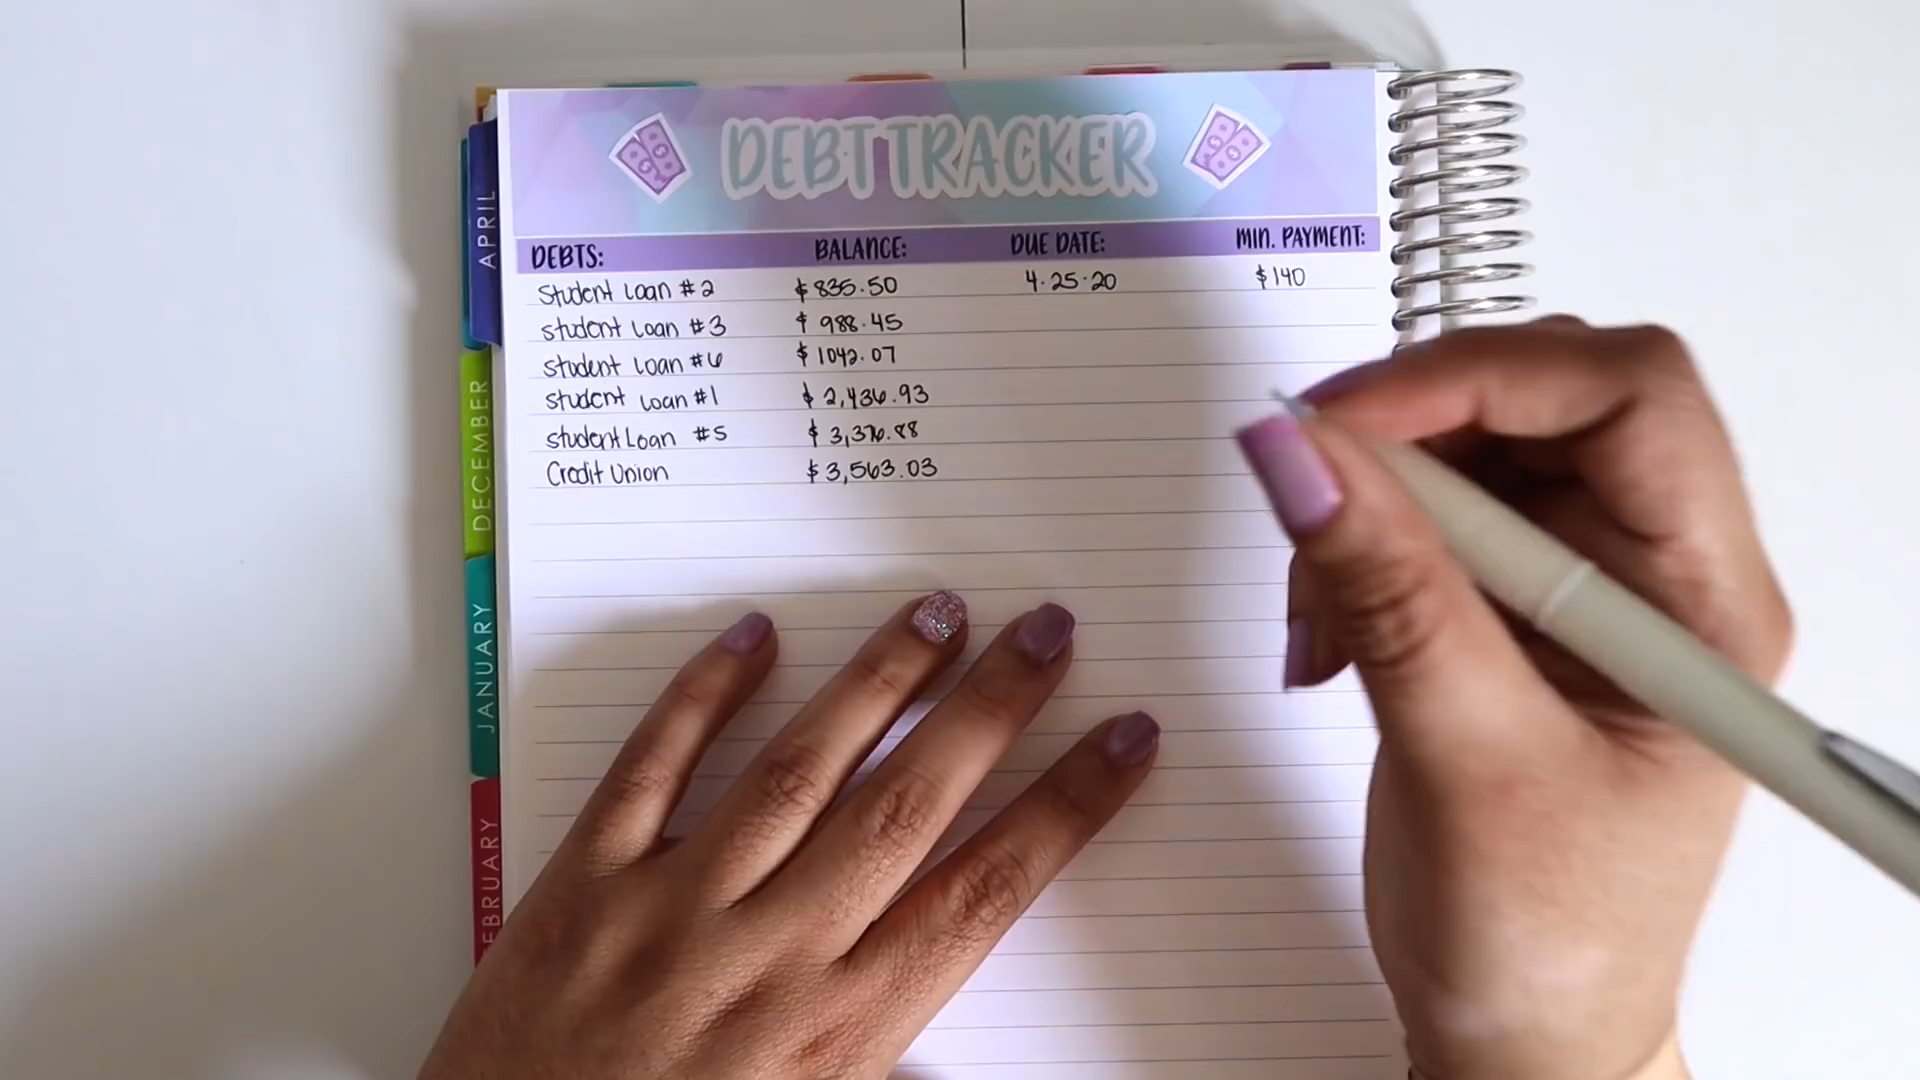 DEBT TRACKER
DEBTS: BALANCE: DUE DATE: MIN. PAYMENT:
Student Loan #2 $835.50 4.25.20 $140
Student Loan #3 $988.45
Student Loan #6 $1042.07
Student Loan #1 $2,436.93
Student Loan #5 $3,376.88
Credit Union $3,563.03
APRIL
DECEMBER
JANUARY
FEBRUARY